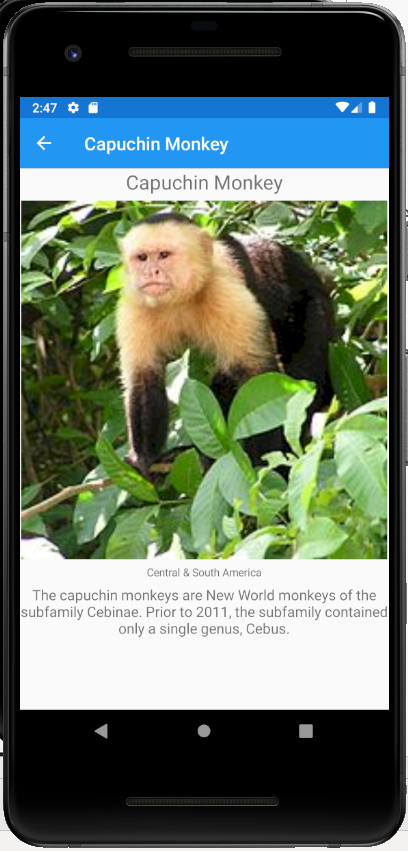 2:47
Capuchin Monkey
Capuchin Monkey
Central & South America
The capuchin monkeys are New World monkeys of the
subfamily Cebinae. Prior to 2011, the subfamily contained
only a single genus, Cebus.